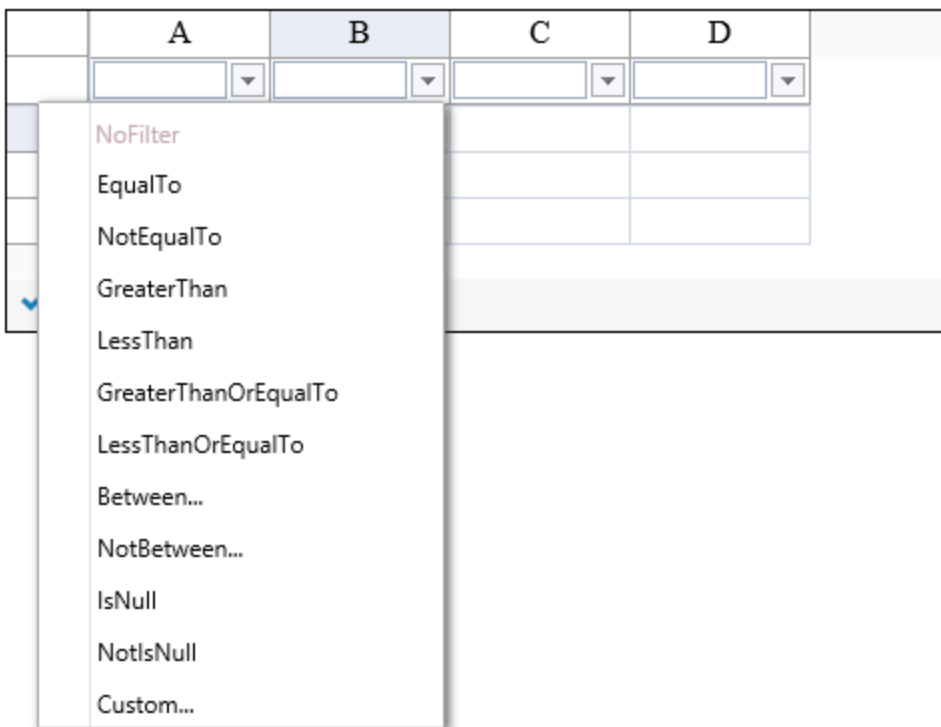 A B C D
NoFilter
EqualTo
NotEqualTo
GreaterThan
LessThan
GreaterThanOrEqualTo
LessThanOrEqualTo
Between...
NotBetween...
IsNull
NotIsNull
Custom...